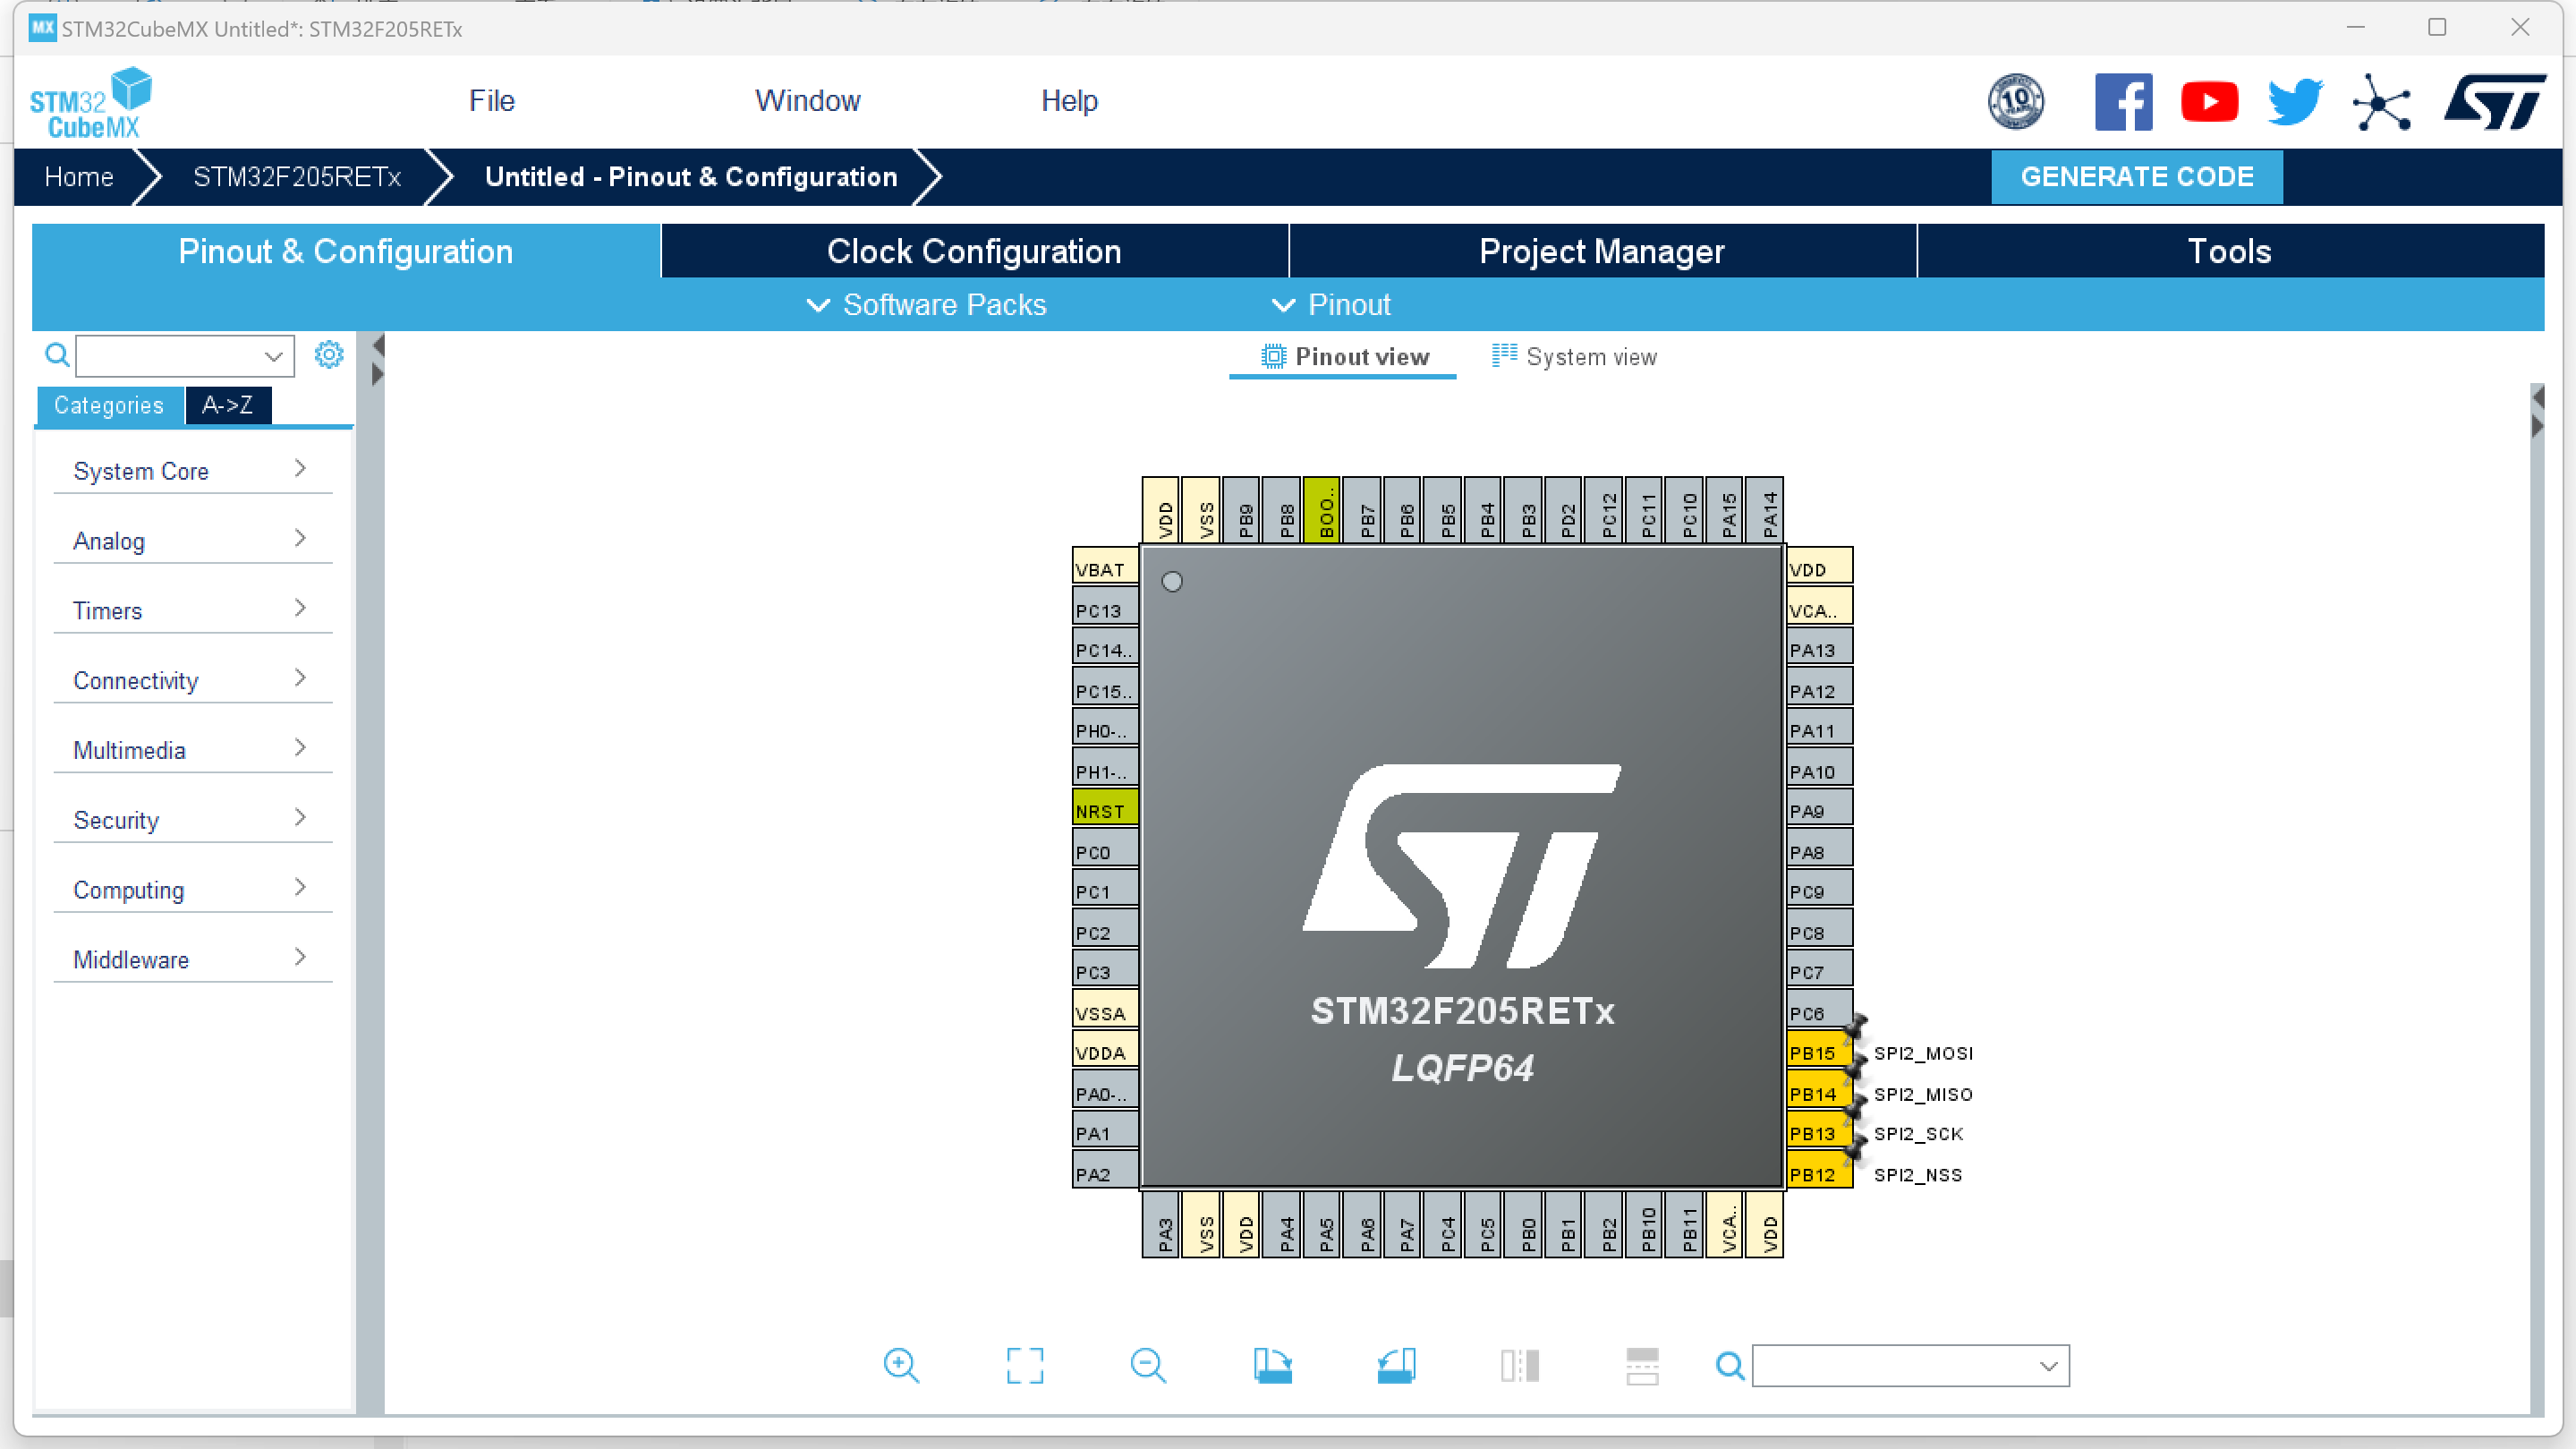 MX STM32CubeMX Untitled*: STM32F205RETx
STM32
CubeMX
File
Window
Help
10
YEARS
Home
STM32F205RETx
Untitled - Pinout & Configuration
GENERATE CODE
Pinout & Configuration
Clock Configuration
Project Manager
Tools
Software Packs
Pinout
Pinout view
System view
Categories
A->Z
System Core
Analog
Timers
Connectivity
Multimedia
Security
Computing
Middleware
VDD
VSS
PB9
PB8
BOO..
PB7
PB6
PB5
PB4
PB3
PD2
PC12
PC11
PC10
PA15
PA14
VBAT
PC13
PC14..
PC15..
PH0-..
PH1-..
NRST
PC0
PC1
PC2
PC3
VSSA
VDDA
PA0-..
PA1
PA2
ST
STM32F205RETx
LQFP64
VDD
VCA..
PA13
PA12
PA11
PA10
PA9
PA8
PC9
PC8
PC7
PC6
PB15 SPI2_MOSI
PB14 SPI2_MISO
PB13 SPI2_SCK
PB12 SPI2_NSS
PA3
VSS
VDD
PA4
PA5
PA6
PA7
PC4
PC5
PB0
PB1
PB2
PB10
PB11
VCA..
VDD